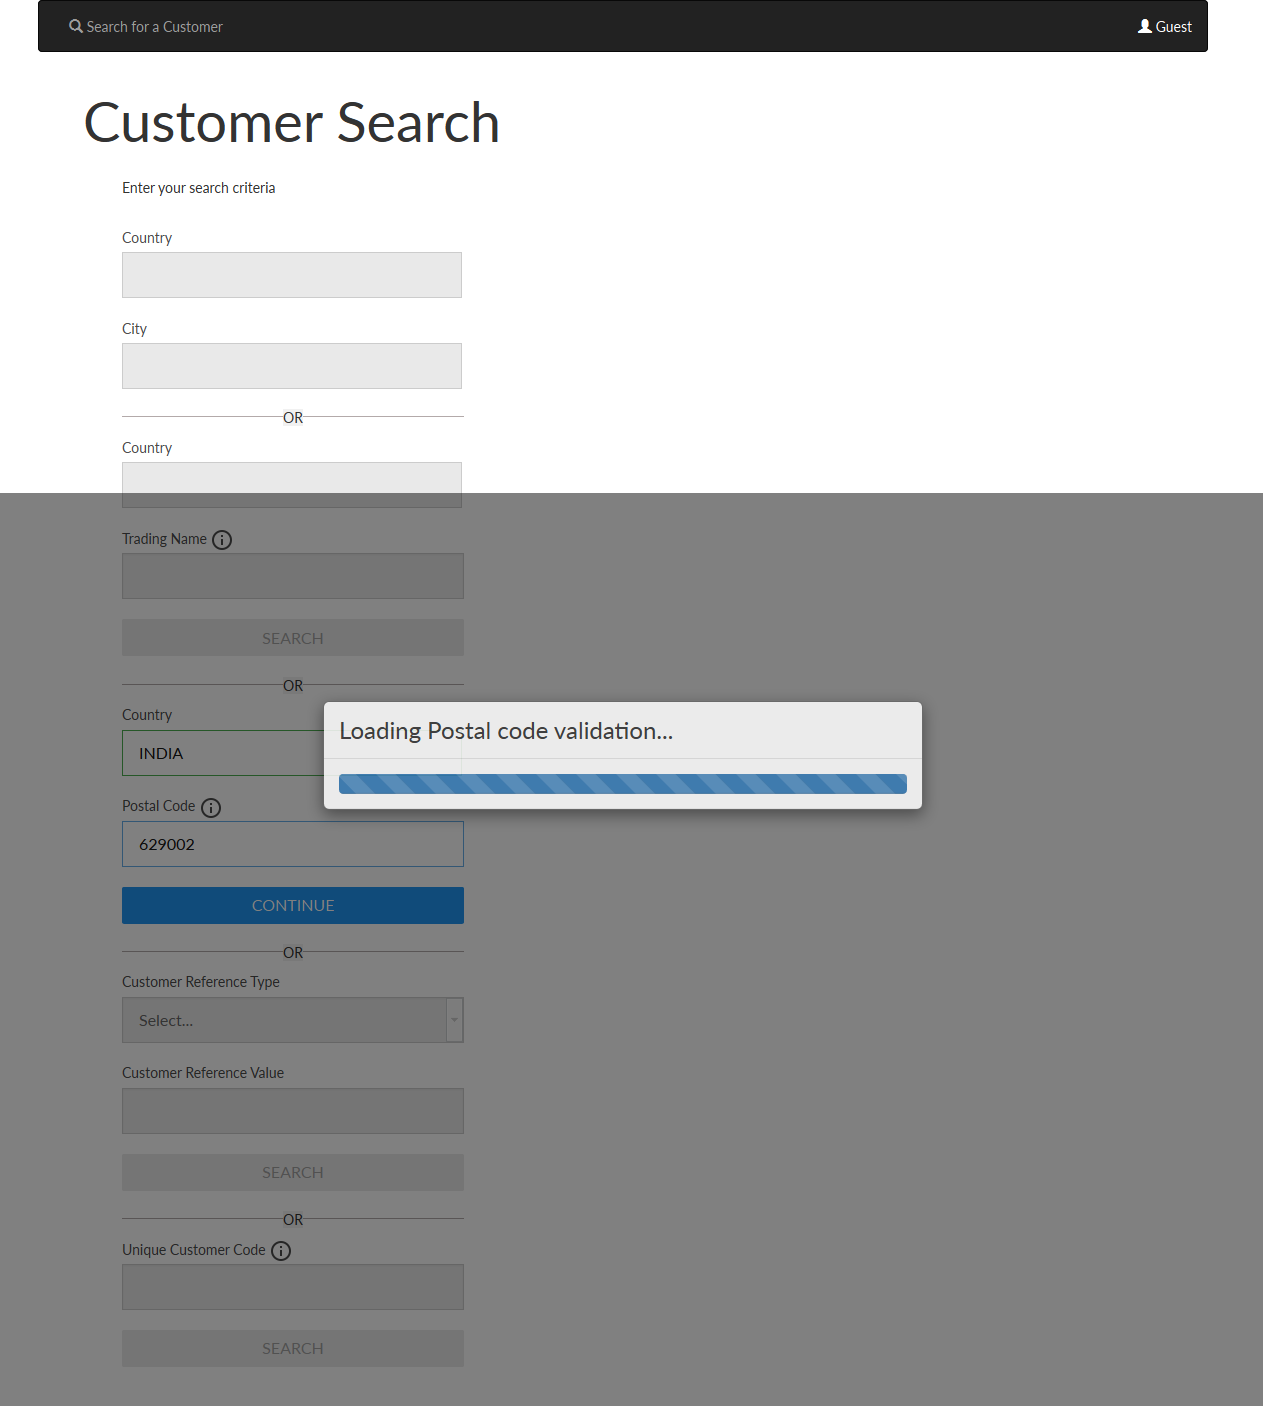 Search for a Customer
Guest
Customer Search
Enter your search criteria
Country
City
OR
Country
Trading Name
SEARCH
OR
Country
INDIA
Loading Postal code validation...
Postal Code
629002
CONTINUE
OR
Customer Reference Type
Select...
Customer Reference Value
SEARCH
OR
Unique Customer Code
SEARCH